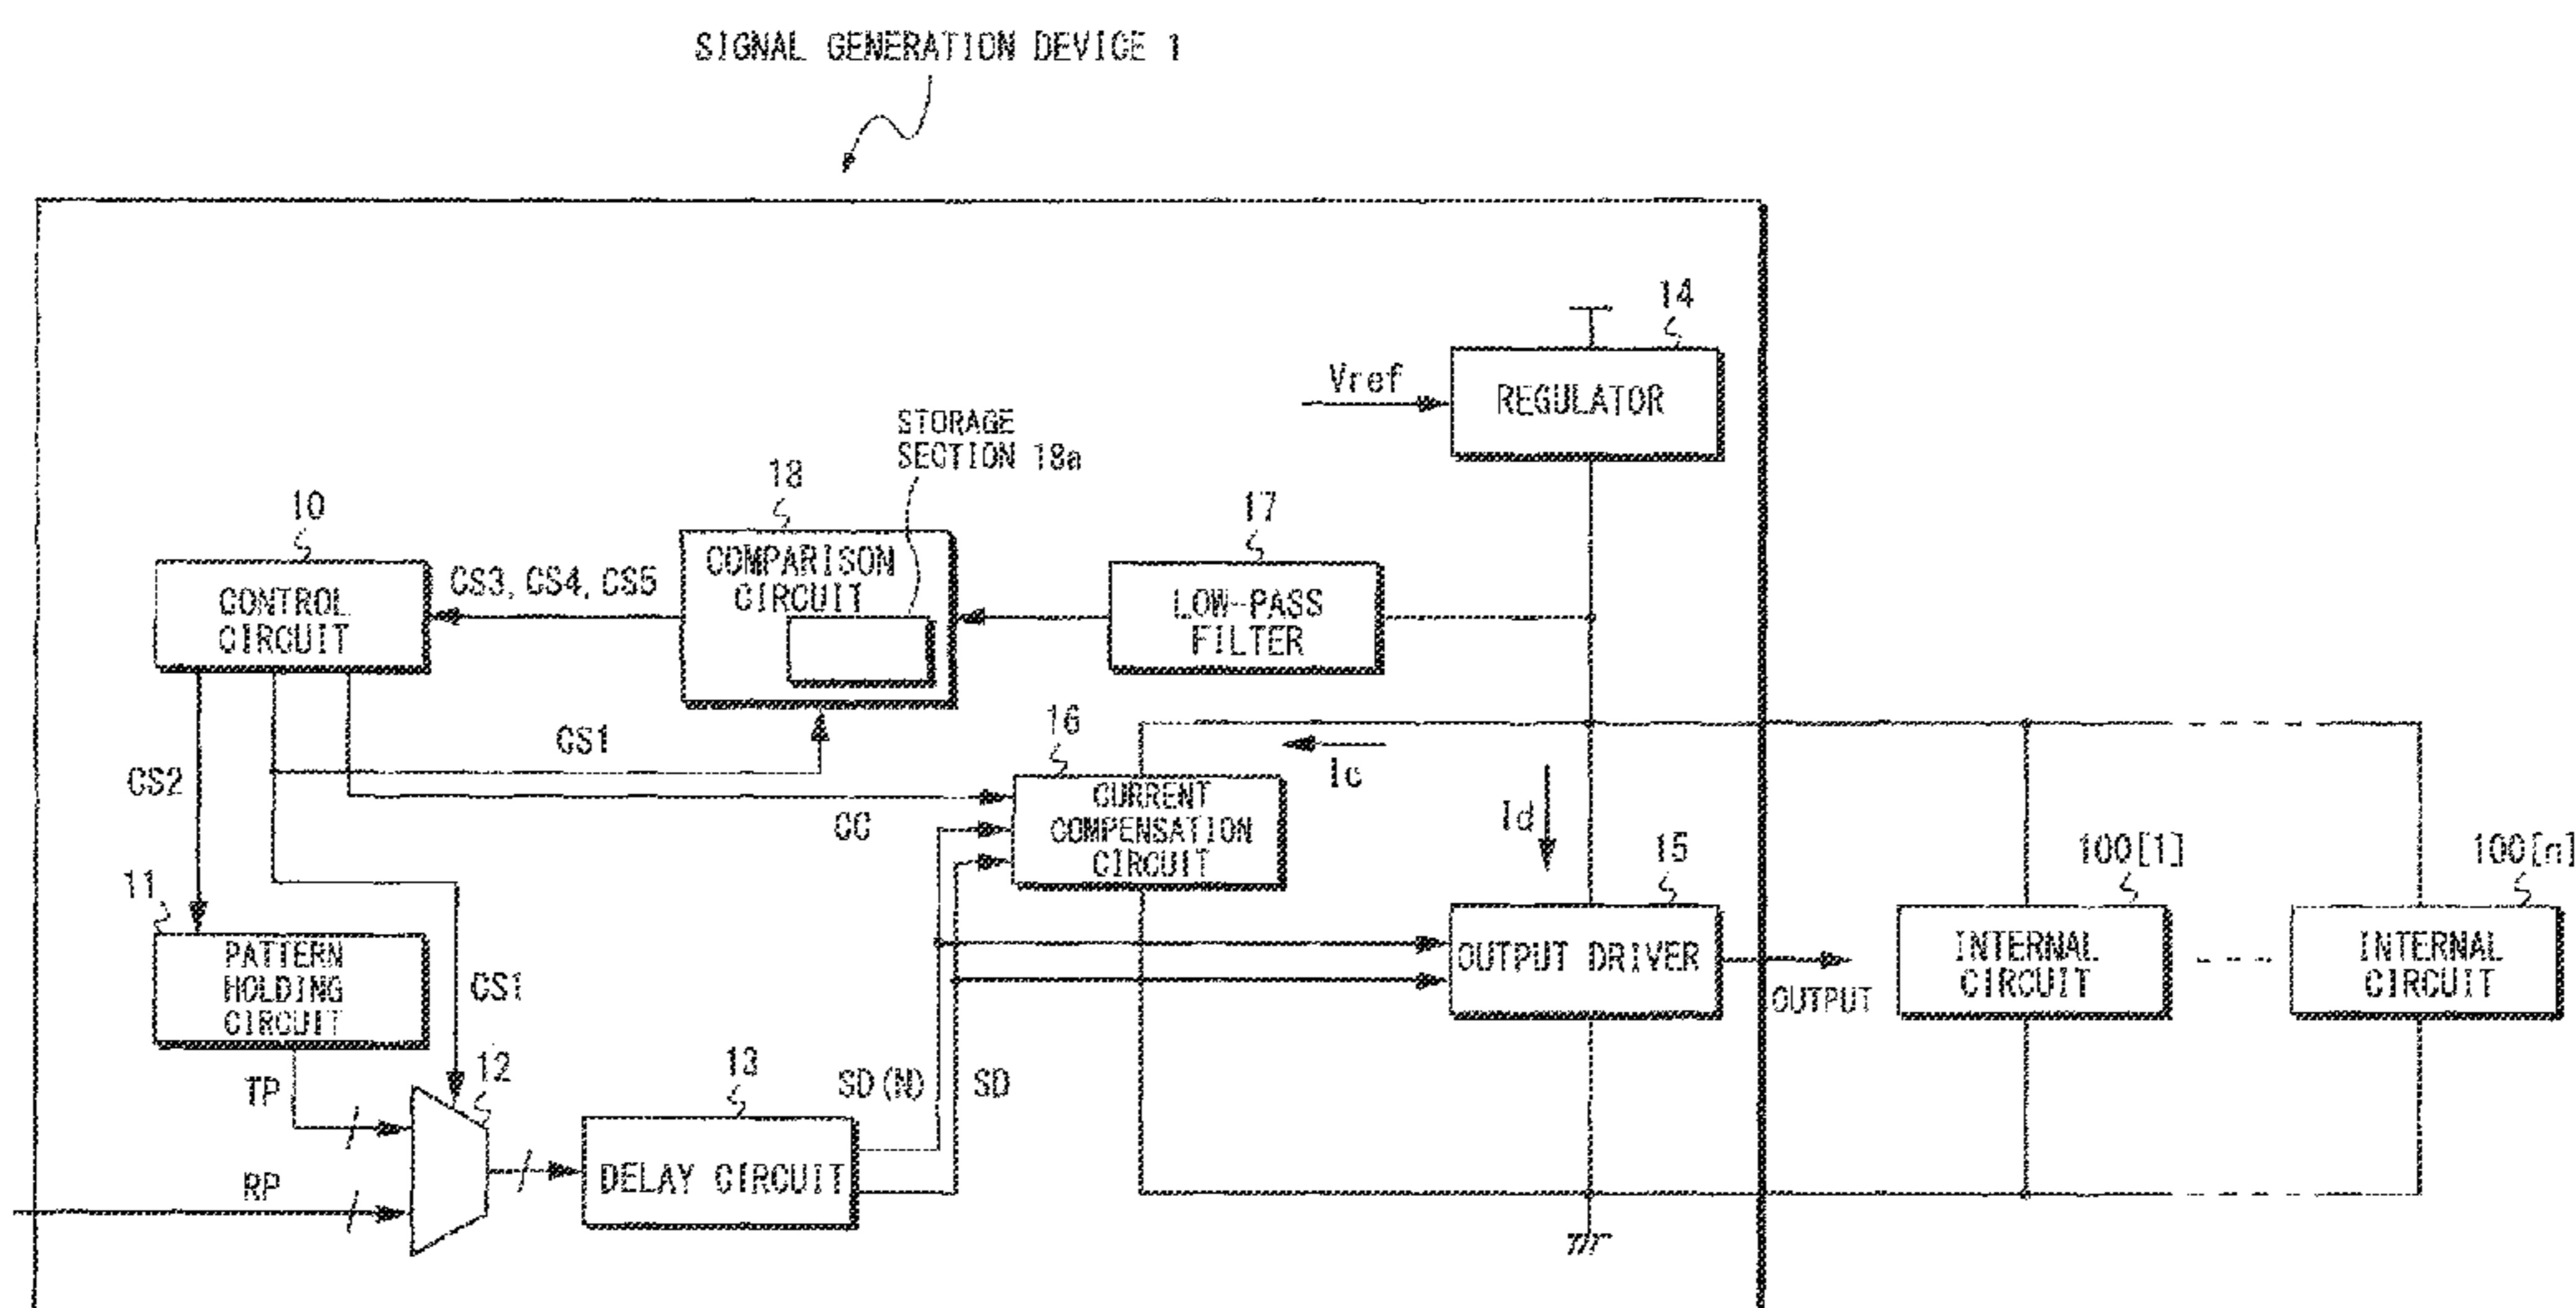 SIGNAL GENERATION DEVICE 1
14
Vref
REGULATOR
STORAGE
SECTION 18a
18
17
10
COMPARISON
CIRCUIT
CS3, CS4, CS5
CONTROL
CIRCUIT
LOW-PASS
FILTER
16
CS1
Ic
CS2
CC
CURRENT
COMPENSATION
CIRCUIT
Id
15
100[1]
100[n]
11
PATTERN
HOLDING
CIRCUIT
CS1
OUTPUT DRIVER
OUTPUT
INTERNAL
CIRCUIT
INTERNAL
CIRCUIT
12
13
TP
SD(N)
SD
RP
DELAY CIRCUIT